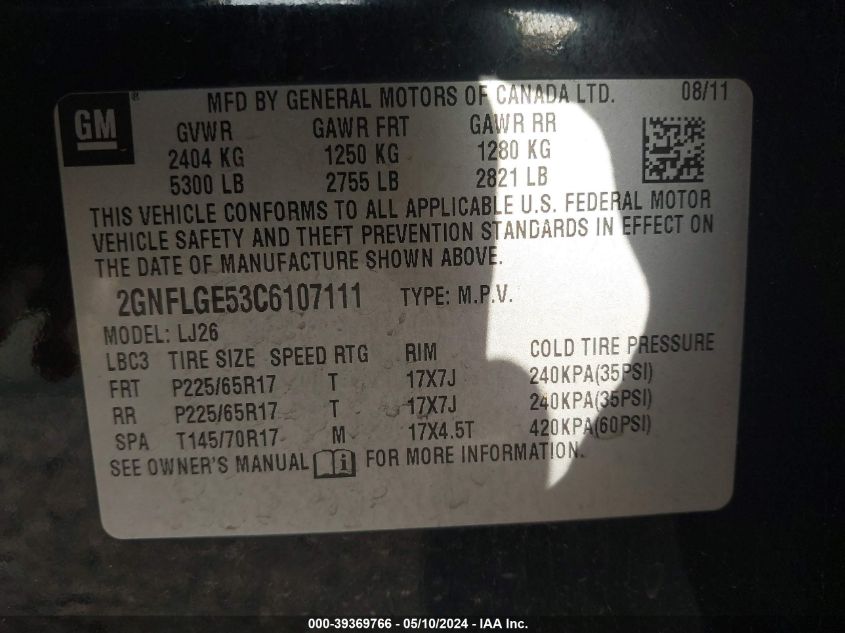 GM ® MFD BY GENERAL MOTORS OF CANADA LTD. 08/11
GVWR GAWR FRT GAWR RR
2404 KG 1250 KG 1280 KG
5300 LB 2755 LB 2821 LB
THIS VEHICLE CONFORMS TO ALL APPLICABLE U.S. FEDERAL MOTOR
VEHICLE SAFETY AND THEFT PREVENTION STANDARDS IN EFFECT ON
THE DATE OF MANUFACTURE SHOWN ABOVE.
2GNFLGE53C6107111 TYPE: M.P.V.
MODEL: LJ26
LBC3 TIRE SIZE SPEED RTG RIM COLD TIRE PRESSURE
FRT P225/65R17 T 17X7J 240KPA(35PSI)
RR P225/65R17 T 17X7J 240KPA(35PSI)
SPA T145/70R17 M 17X4.5T 420KPA(60PSI)
SEE OWNER'S MANUAL i FOR MORE INFORMATION.
000-39369766 - 05/10/2024 - IAA Inc.